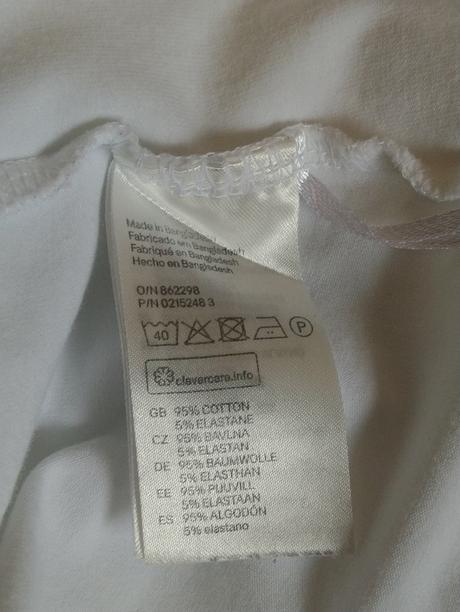 Made in Bangladesh
Fabricado em Bangladesh
Fabriqué en Bangladesh
Hecho en Bangladesh
O/N 862298
P/N 0215248 3
40 P
clevercare.info
GB 95% COTTON
5% ELASTANE
CZ 95% BAVLNA
5% ELASTAN
DE 95% BAUMWOLLE
5% ELASTHAN
EE 95% PUUVILL
5% ELASTAAN
ES 95% ALGODÓN
5% elastano